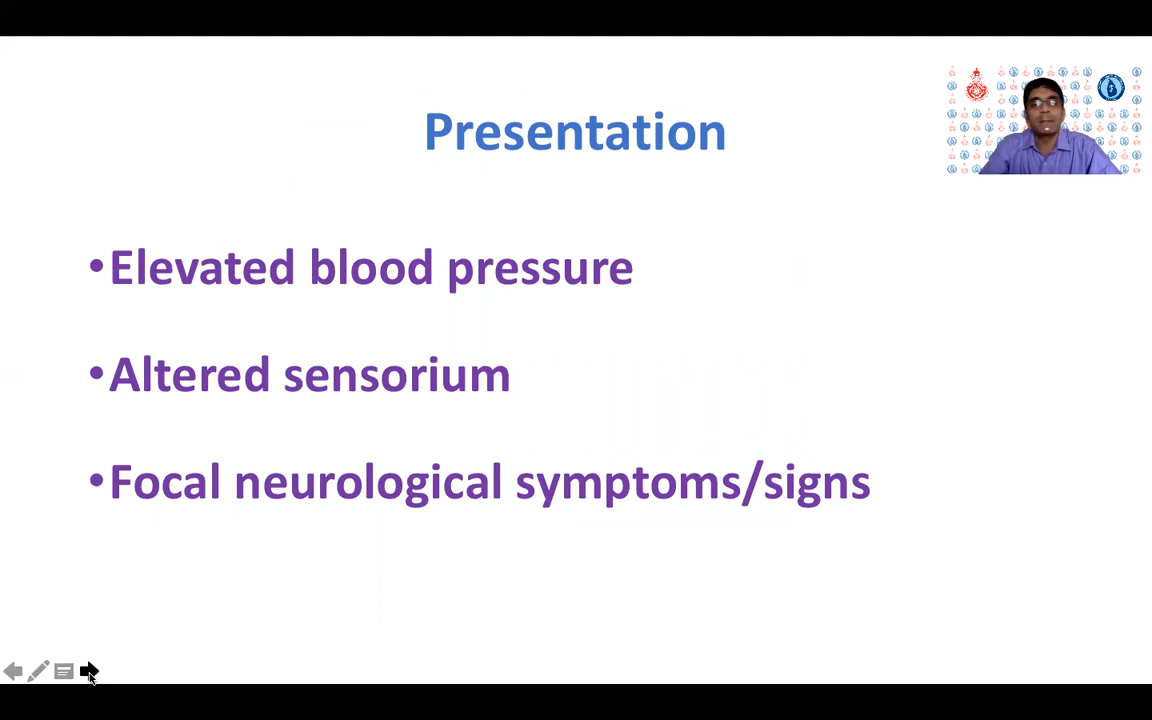 Presentation
•Elevated blood pressure
•Altered sensorium
•Focal neurological symptoms/signs